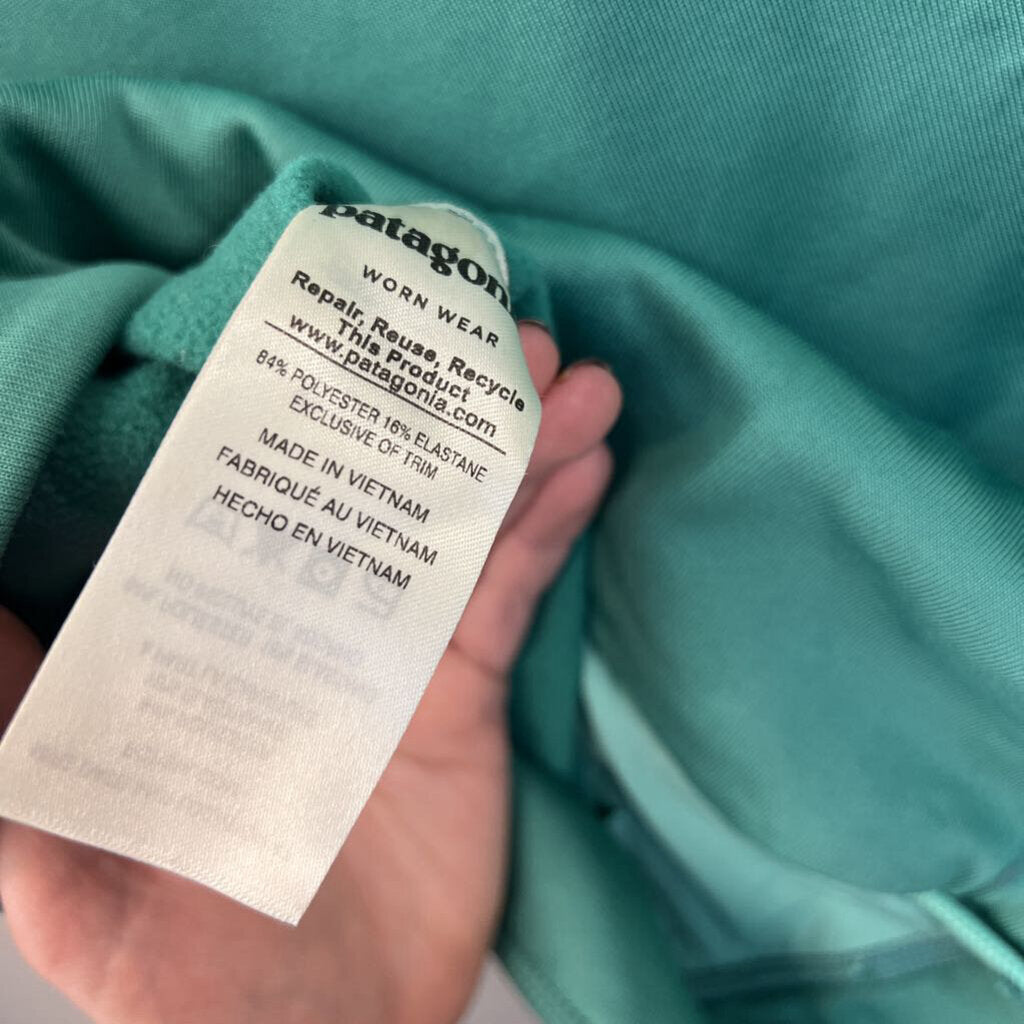 patagon
WORN WEAR
Repair, Reuse, Recycle
This Product
www.patagonia.com
84% POLYESTER 16% ELASTANE
EXCLUSIVE OF TRIM
MADE IN VIETNAM
FABRIQUÉ AU VIETNAM
HECHO EN VIETNAM